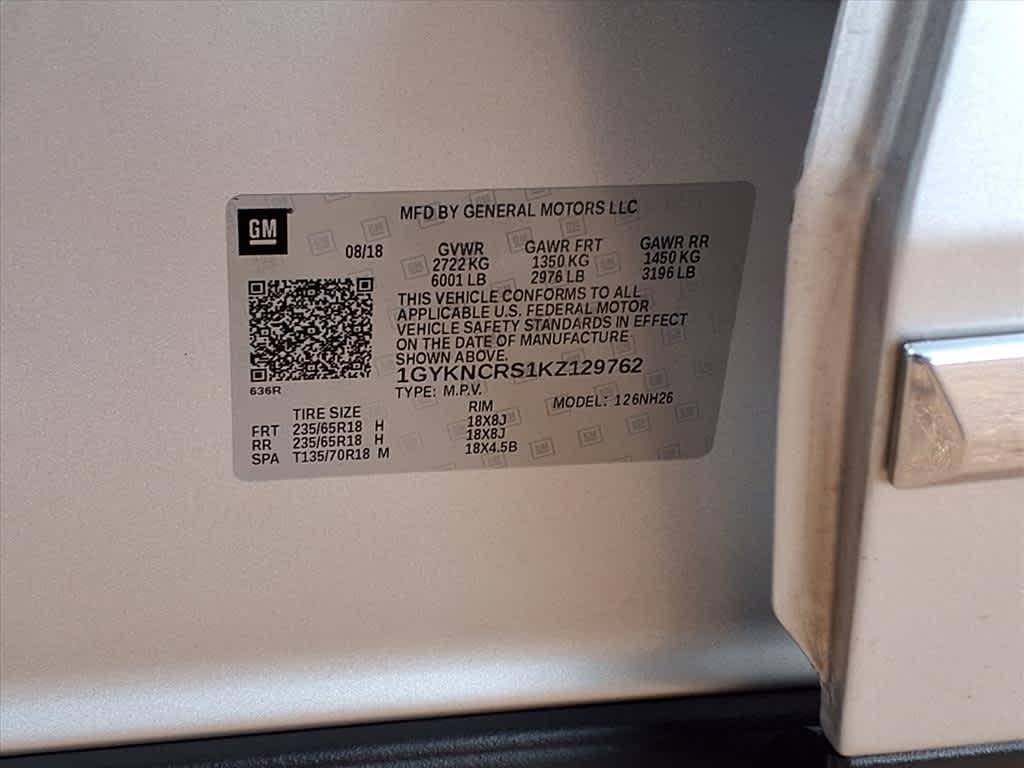 GM
MFD BY GENERAL MOTORS LLC
08/18
GVWR GAWR FRT GAWR RR
2722 KG 1350 KG 1450 KG
6001 LB 2976 LB 3196 LB
THIS VEHICLE CONFORMS TO ALL
APPLICABLE U.S. FEDERAL MOTOR
VEHICLE SAFETY STANDARDS IN EFFECT
ON THE DATE OF MANUFACTURE
SHOWN ABOVE.
1GYKNCRS1KZ129762
636R
TYPE: M.P.V.
MODEL: 126NH26
TIRE SIZE RIM
FRT 235/65R18 H 18X8J
RR 235/65R18 H 18X8J
SPA T135/70R18 M 18X4.5B